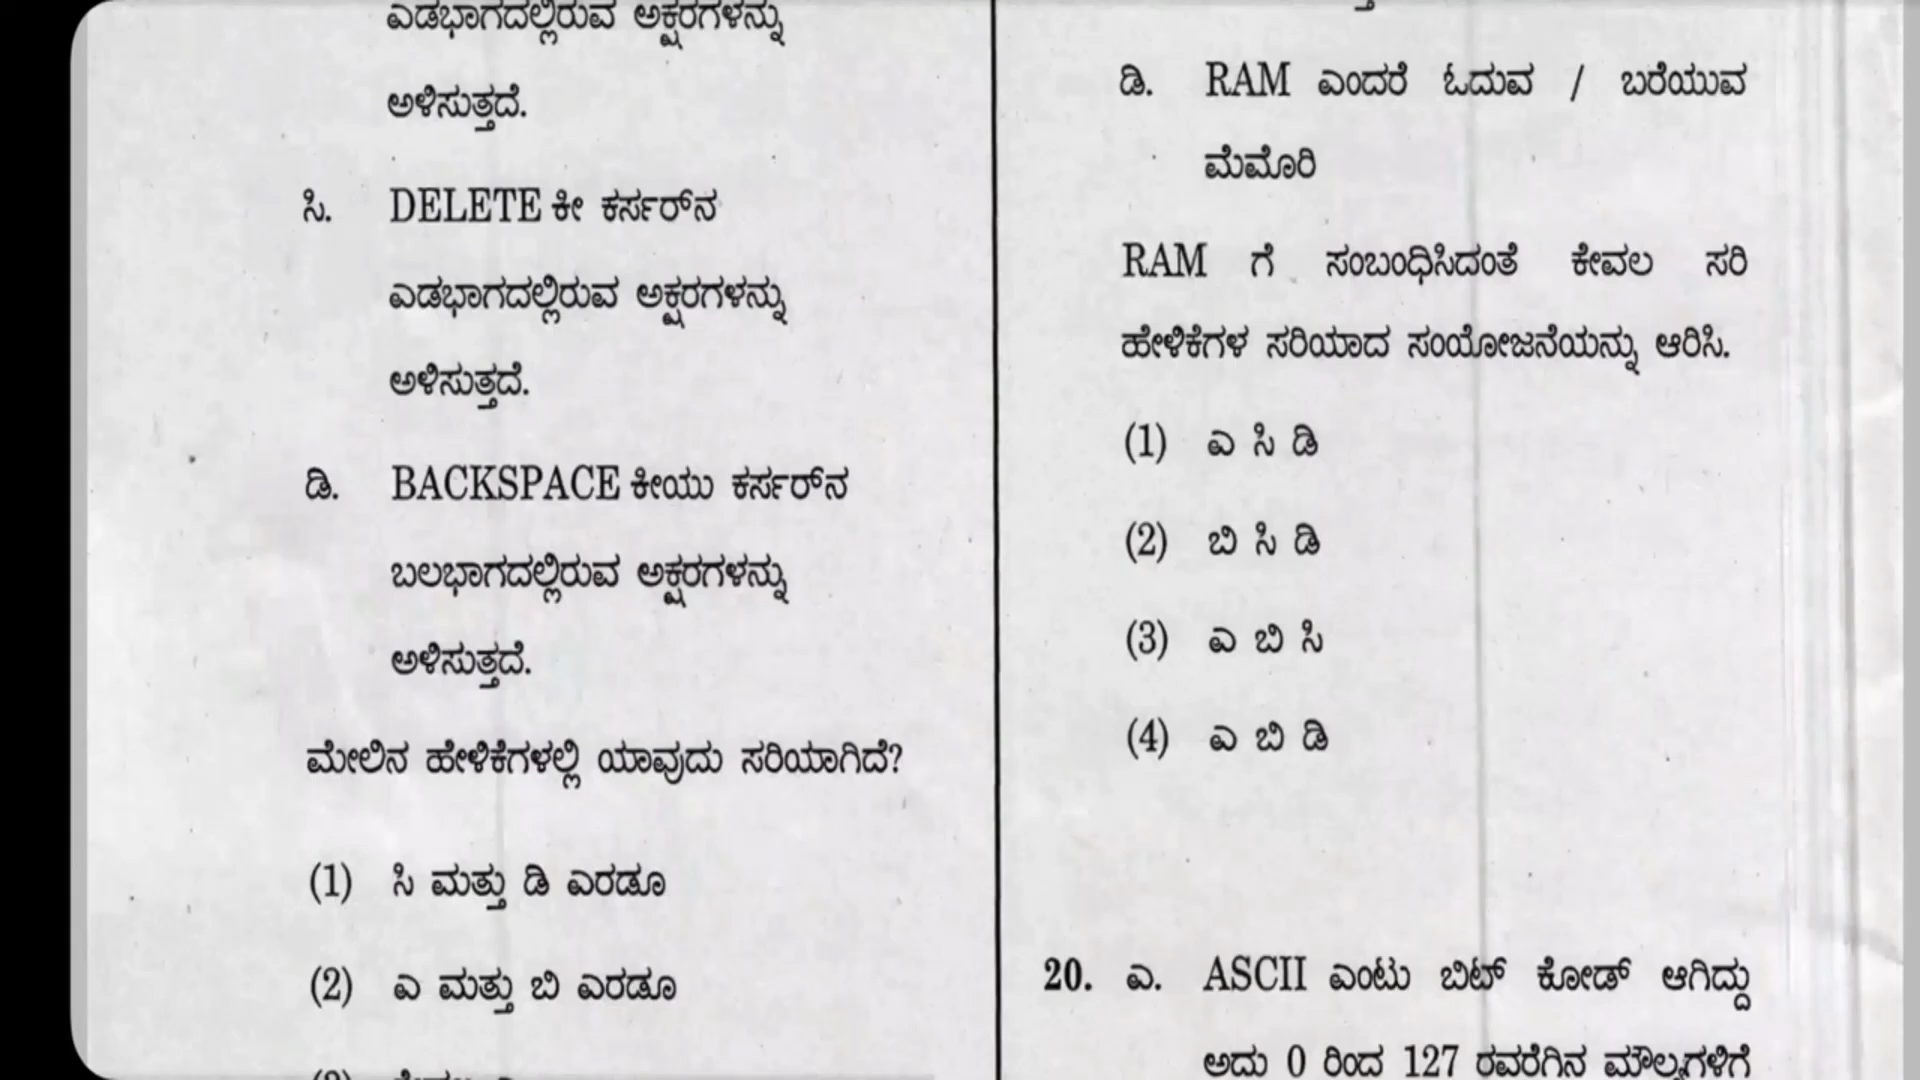 ಎಡಭಾಗದಲ್ಲಿರುವ ಅಕ್ಷರಗಳನ್ನು
ಅಳಿಸುತ್ತದೆ.
ಸಿ. DELETE ಕೀ ಕರ್ಸರ್‌ನ
ಎಡಭಾಗದಲ್ಲಿರುವ ಅಕ್ಷರಗಳನ್ನು
ಅಳಿಸುತ್ತದೆ.
ಡಿ. BACKSPACE ಕೀಯು ಕರ್ಸರ್‌ನ
ಬಲಭಾಗದಲ್ಲಿರುವ ಅಕ್ಷರಗಳನ್ನು
ಅಳಿಸುತ್ತದೆ.
ಮೇಲಿನ ಹೇಳಿಕೆಗಳಲ್ಲಿ ಯಾವುದು ಸರಿಯಾಗಿದೆ?
(1) ಸಿ ಮತ್ತು ಡಿ ಎರಡೂ
(2) ಎ ಮತ್ತು ಬಿ ಎರಡೂ
ಡಿ. RAM ಎಂದರೆ ಓದುವ / ಬರೆಯುವ
ಮೆಮೊರಿ
RAM ಗೆ ಸಂಬಂಧಿಸಿದಂತೆ ಕೇವಲ ಸರಿ
ಹೇಳಿಕೆಗಳ ಸರಿಯಾದ ಸಂಯೋಜನೆಯನ್ನು ಆರಿಸಿ.
(1) ಎ ಸಿ ಡಿ
(2) ಬಿ ಸಿ ಡಿ
(3) ಎ ಬಿ ಸಿ
(4) ಎ ಬಿ ಡಿ
20. ಎ. ASCII ಎಂಟು ಬಿಟ್ ಕೋಡ್ ಆಗಿದ್ದು
ಅದು 0 ರಿಂದ 127 ರವರೆಗಿನ ಮೌಲ್ಯಗಳಿಗೆ